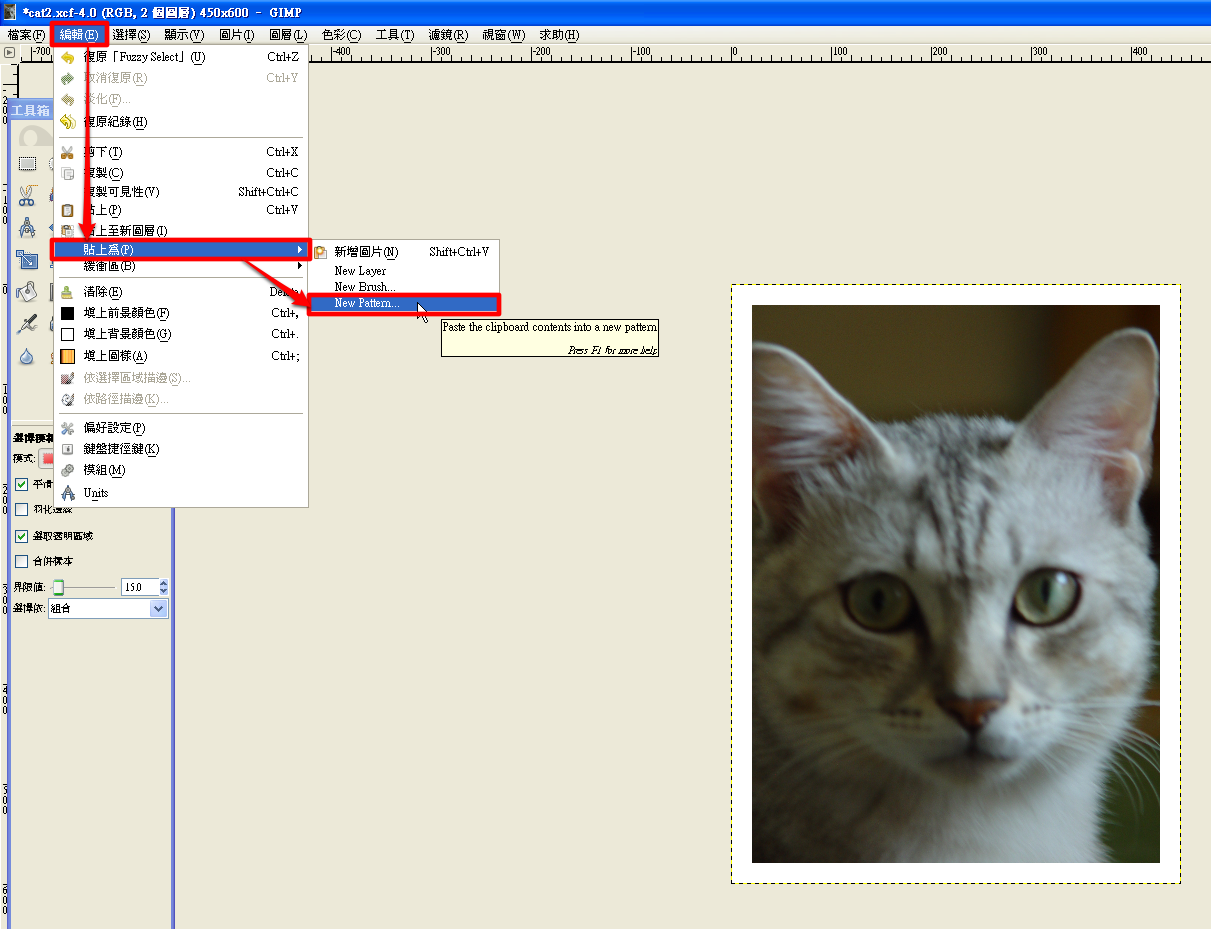 *cat2.xcf-4.0 (RGB, 2 個圖層) 450x600 – GIMP
檔案(F) 編輯(E) 選擇(S) 顯示(V) 圖片(I) 圖層(L) 色彩(C) 工具(T) 濾鏡(R) 視窗(W) 求助(H)
-700 -400 -300 -200 -100 0 100 200 300 400
復原「Fuzzy Select」(U) Ctrl+Z
取消復原(R) Ctrl+Y
淡化(F)...
復原紀錄(H)
剪下(T) Ctrl+X
複製(C) Ctrl+C
複製可見性(V) Shift+Ctrl+C
貼上(P) Ctrl+V
貼上至新圖層(I)
貼上為(P)
緩衝區(B)
清除(E) Delete
填上前景顏色(F) Ctrl+,
填上背景顏色(G) Ctrl+.
填上圖樣(A) Ctrl+;
依選擇區域描邊(S)...
依路徑描邊(K)...
偏好設定(P)
鍵盤捷徑鍵(K)
模組(M)
Units
新增圖片(N) Shift+Ctrl+V
New Layer
New Brush...
New Pattern...
Paste the clipboard contents into a new pattern
Press F1 for more help
工具箱
選擇模糊
模式:
平滑
羽化邊緣
選取透明區域
合併樣本
界限值: 15.0
選擇依: 組合